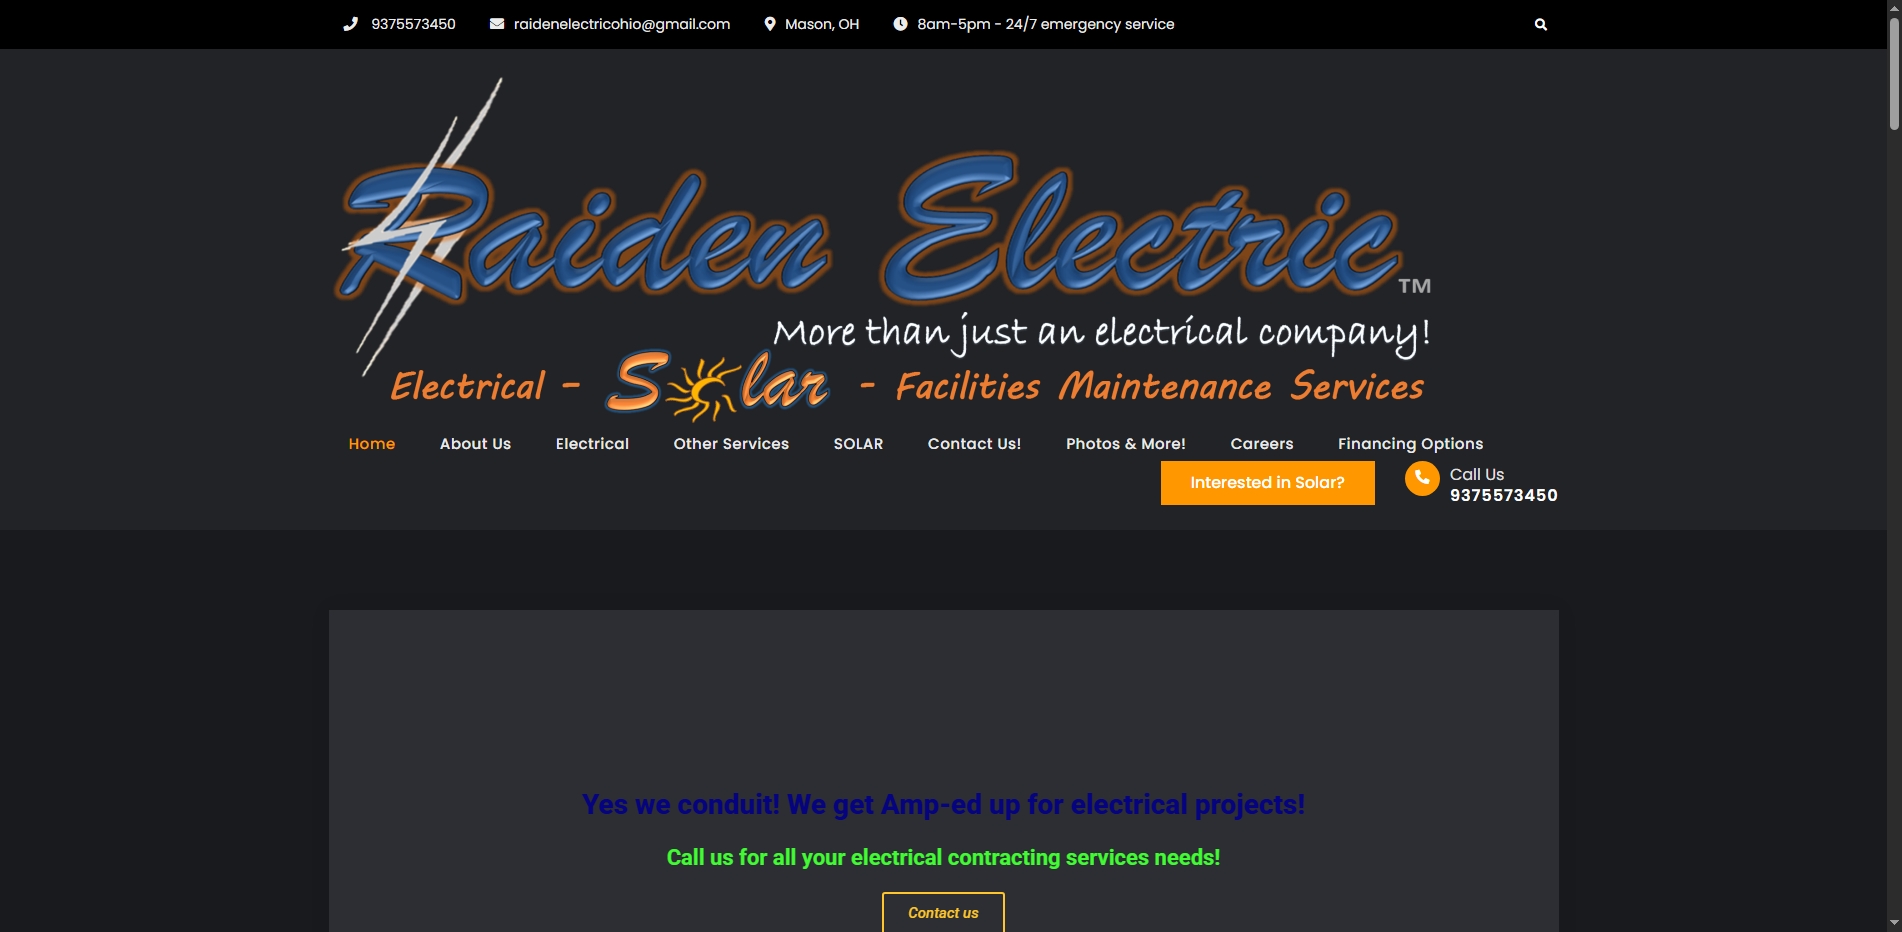 9375573450 raidenelectricohio@gmail.com Mason, OH 8am-5pm - 24/7 emergency service
Raiden Electric TM
More than just an electrical company!
Electrical - Solar - Facilities Maintenance Services
Home About Us Electrical Other Services SOLAR Contact Us! Photos & More! Careers Financing Options
Interested in Solar? Call Us
9375573450
Yes we conduit! We get Amp-ed up for electrical projects!
Call us for all your electrical contracting services needs!
Contact us